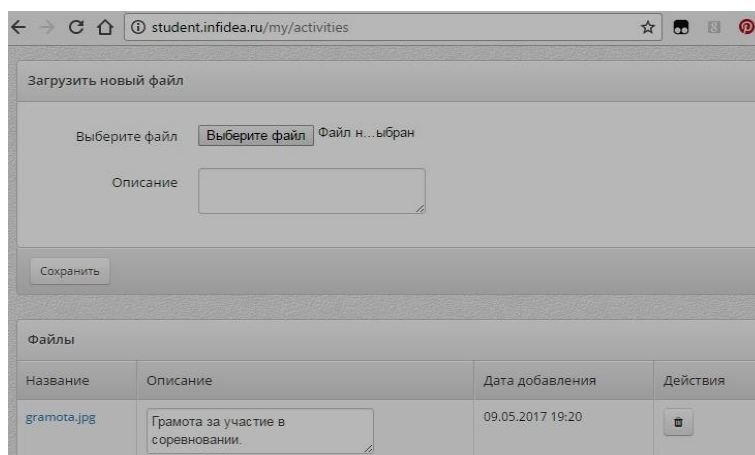 student.infidea.ru/my/activities
Загрузить новый файл
Выберите файл Выберите файл Файл н...ыбран
Описание
Сохранить
Файлы
Название Описание Дата добавления Действия
gramota.jpg Грамота за участие в 09.05.2017 19:20
соревновании.